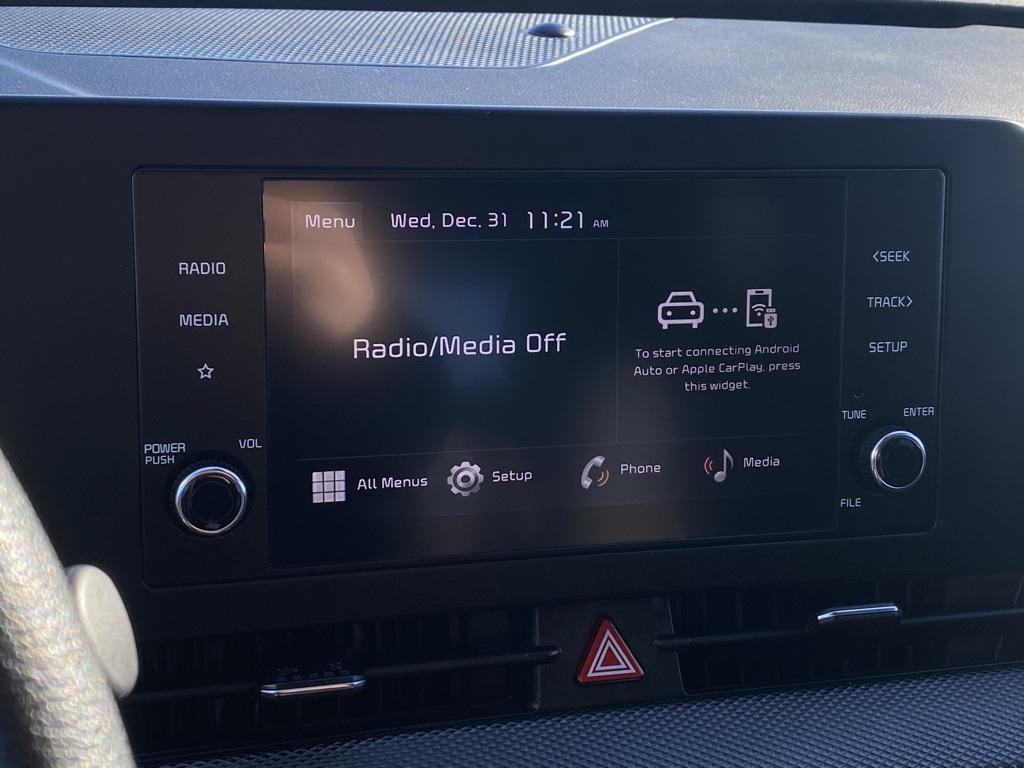 Menu Wed, Dec. 31 11:21 AM
RADIO
MEDIA
POWER
PUSH
VOL
Radio/Media Off
To start connecting Android
Auto or Apple CarPlay, press
this widget.
All Menus
Setup
Phone
Media
<SEEK
TRACK>
SETUP
TUNE
ENTER
FILE